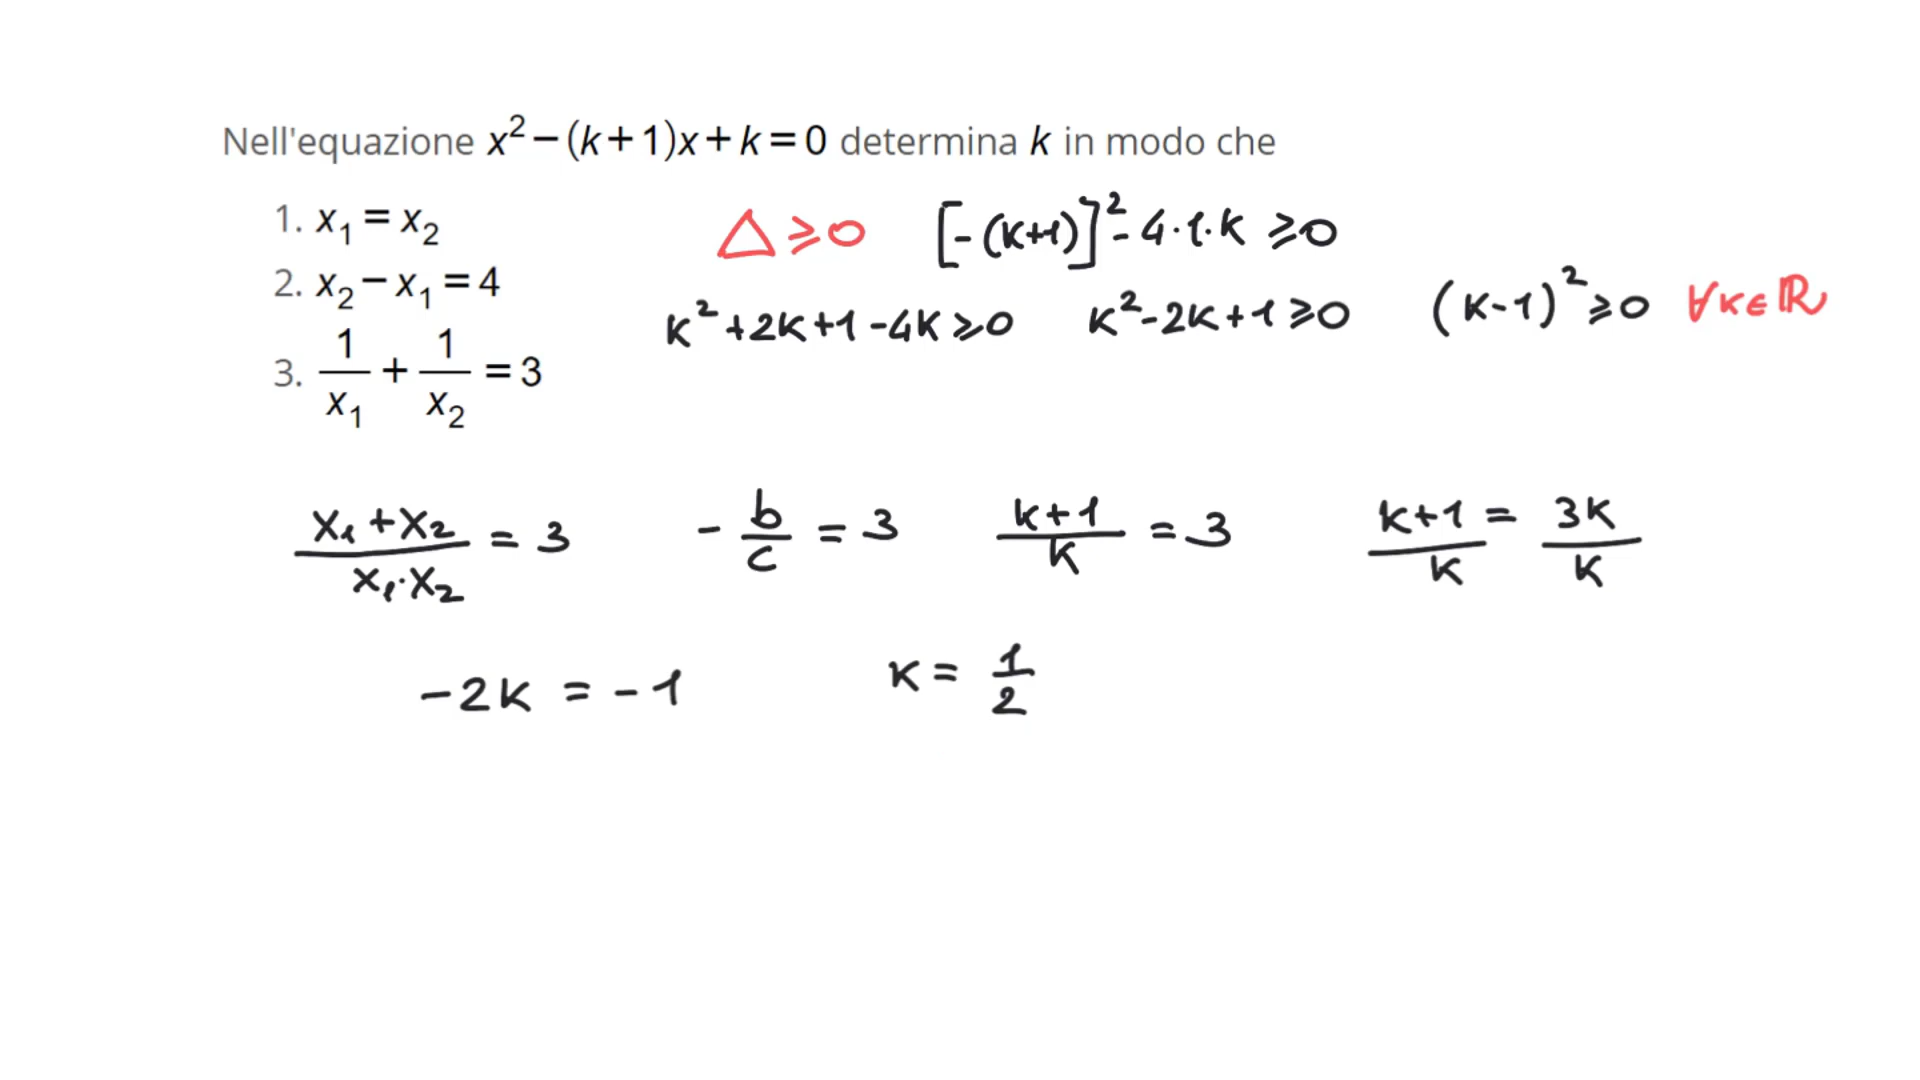 Nell'equazione x² − (k + 1)x + k = 0 determina k in modo che
1. x₁ = x₂
2. x₂ − x₁ = 4
3. 1/x₁ + 1/x₂ = 3
Δ ≥ 0 [-(k+1)]² - 4·1·k ≥ 0
k² + 2k + 1 - 4k ≥ 0 k² - 2k + 1 ≥ 0 (k-1)² ≥ 0 ∀k∈ℝ
(x₁ + x₂)/(x₁·x₂) = 3 - b/c = 3 (k+1)/k = 3 (k+1)/k = 3k/k
-2k = -1 k = 1/2